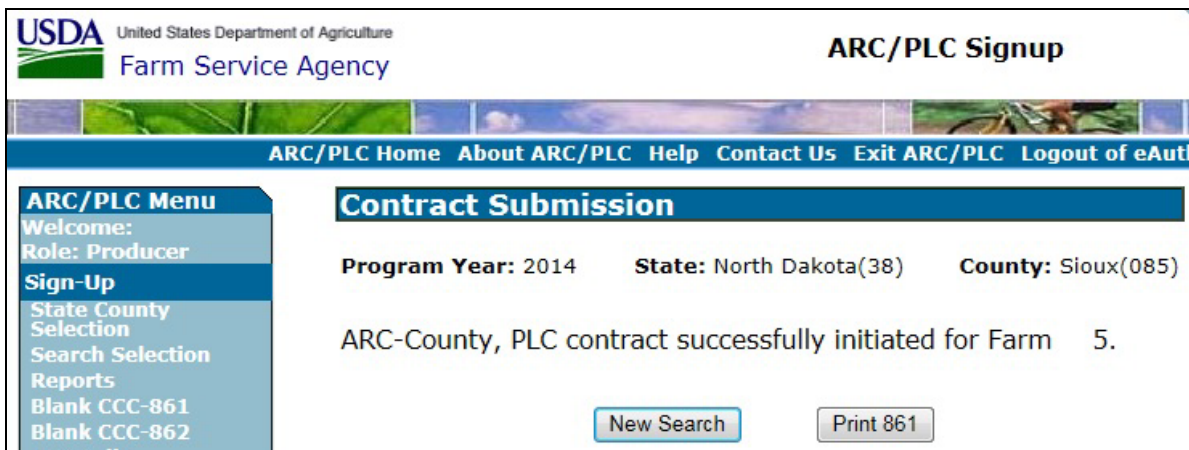 USDA United States Department of Agriculture
Farm Service Agency
ARC/PLC Signup
ARC/PLC Home About ARC/PLC Help Contact Us Exit ARC/PLC Logout of eAuth
ARC/PLC Menu
Welcome:
Role: Producer
Sign-Up
State County
Selection
Search Selection
Reports
Blank CCC-861
Blank CCC-862
Contract Submission
Program Year: 2014 State: North Dakota(38) County: Sioux(085)
ARC-County, PLC contract successfully initiated for Farm 5.
New Search Print 861